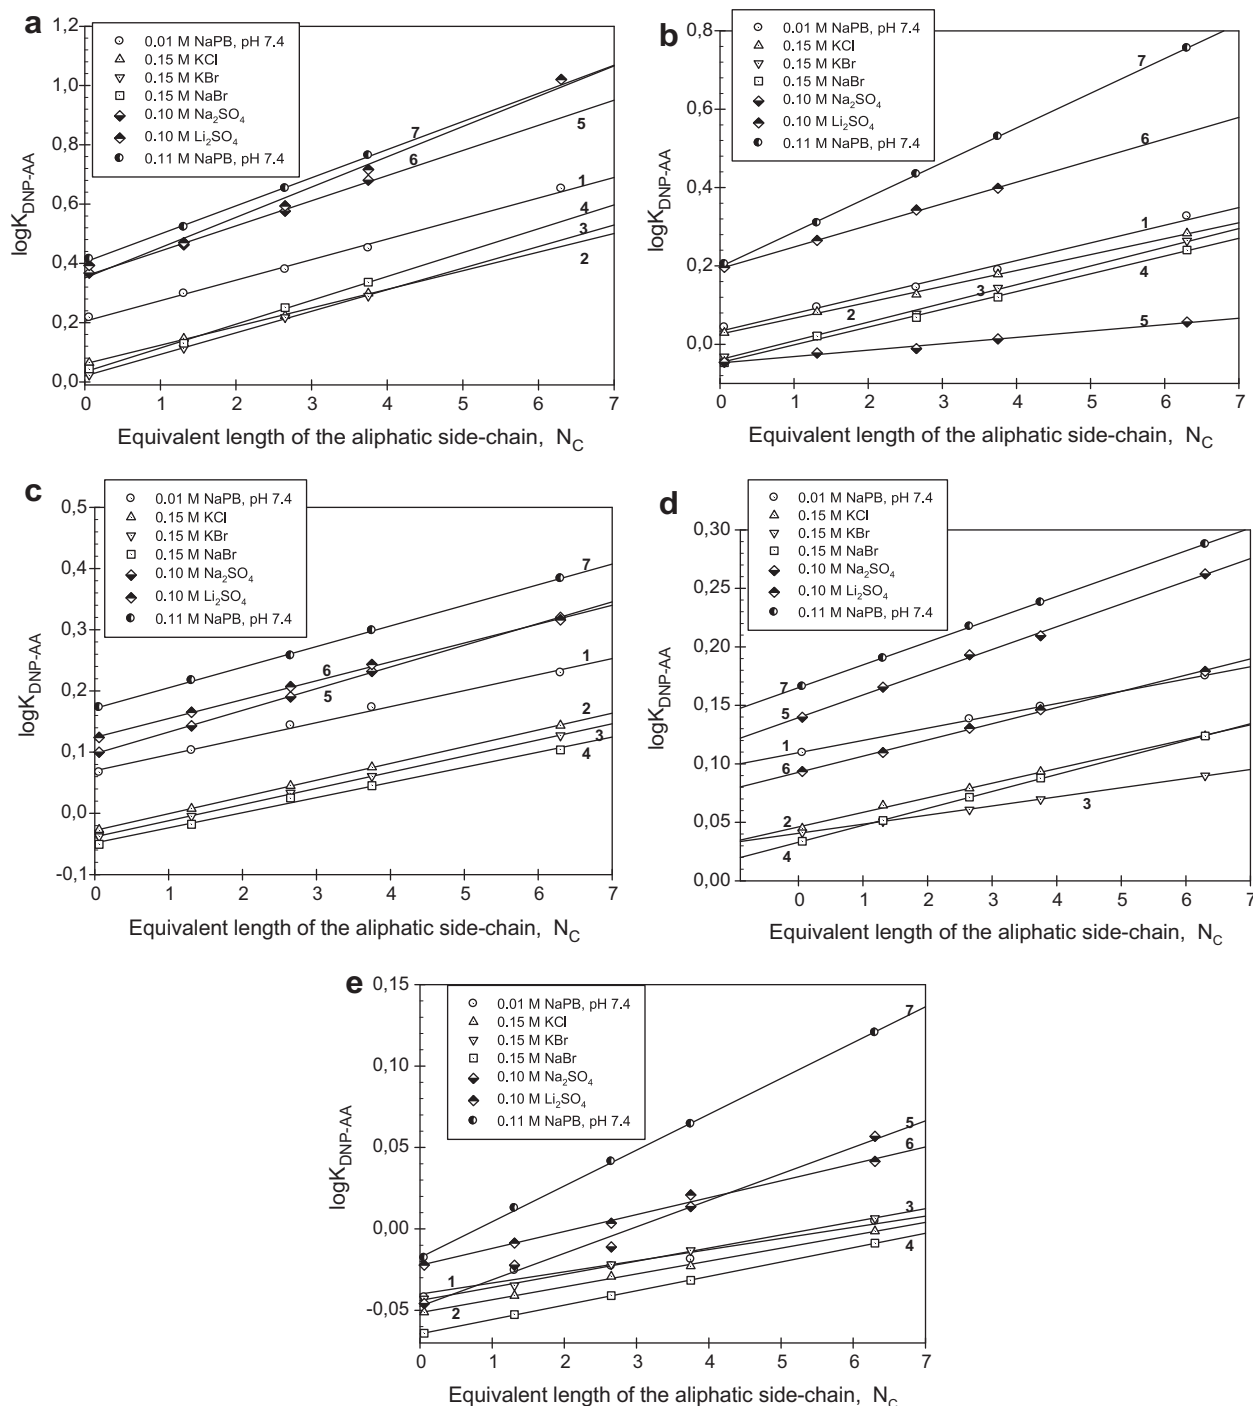 a
logK_DNP-AA
1,2
1,0
0,8
0,6
0,4
0,2
0,0
0.01 M NaPB, pH 7.4
0.15 M KCl
0.15 M KBr
0.15 M NaBr
0.10 M Na₂SO₄
0.10 M Li₂SO₄
0.11 M NaPB, pH 7.4
7
5
6
1
4
3
2
0 1 2 3 4 5 6 7
Equivalent length of the aliphatic side-chain, N_C
b
logK_DNP-AA
0,8
0,6
0,4
0,2
0,0
0.01 M NaPB, pH 7.4
0.15 M KCl
0.15 M KBr
0.15 M NaBr
0.10 M Na₂SO₄
0.10 M Li₂SO₄
0.11 M NaPB, pH 7.4
7
6
1
3
2
4
5
0 1 2 3 4 5 6 7
Equivalent length of the aliphatic side-chain, N_C
c
logK_DNP-AA
0,5
0,4
0,3
0,2
0,1
0,0
-0,1
0.01 M NaPB, pH 7.4
0.15 M KCl
0.15 M KBr
0.15 M NaBr
0.10 M Na₂SO₄
0.10 M Li₂SO₄
0.11 M NaPB, pH 7.4
7
6
5
1
2
3
4
0 1 2 3 4 5 6 7
Equivalent length of the aliphatic side-chain, N_C
d
logK_DNP-AA
0,30
0,25
0,20
0,15
0,10
0,05
0,00
0.01 M NaPB, pH 7.4
0.15 M KCl
0.15 M KBr
0.15 M NaBr
0.10 M Na₂SO₄
0.10 M Li₂SO₄
0.11 M NaPB, pH 7.4
7
5
1
6
2
3
4
0 1 2 3 4 5 6 7
Equivalent length of the aliphatic side-chain, N_C
e
logK_DNP-AA
0,15
0,10
0,05
0,00
-0,05
0.01 M NaPB, pH 7.4
0.15 M KCl
0.15 M KBr
0.15 M NaBr
0.10 M Na₂SO₄
0.10 M Li₂SO₄
0.11 M NaPB, pH 7.4
7
5
6
3
1
4
2
0 1 2 3 4 5 6 7
Equivalent length of the aliphatic side-chain, N_C